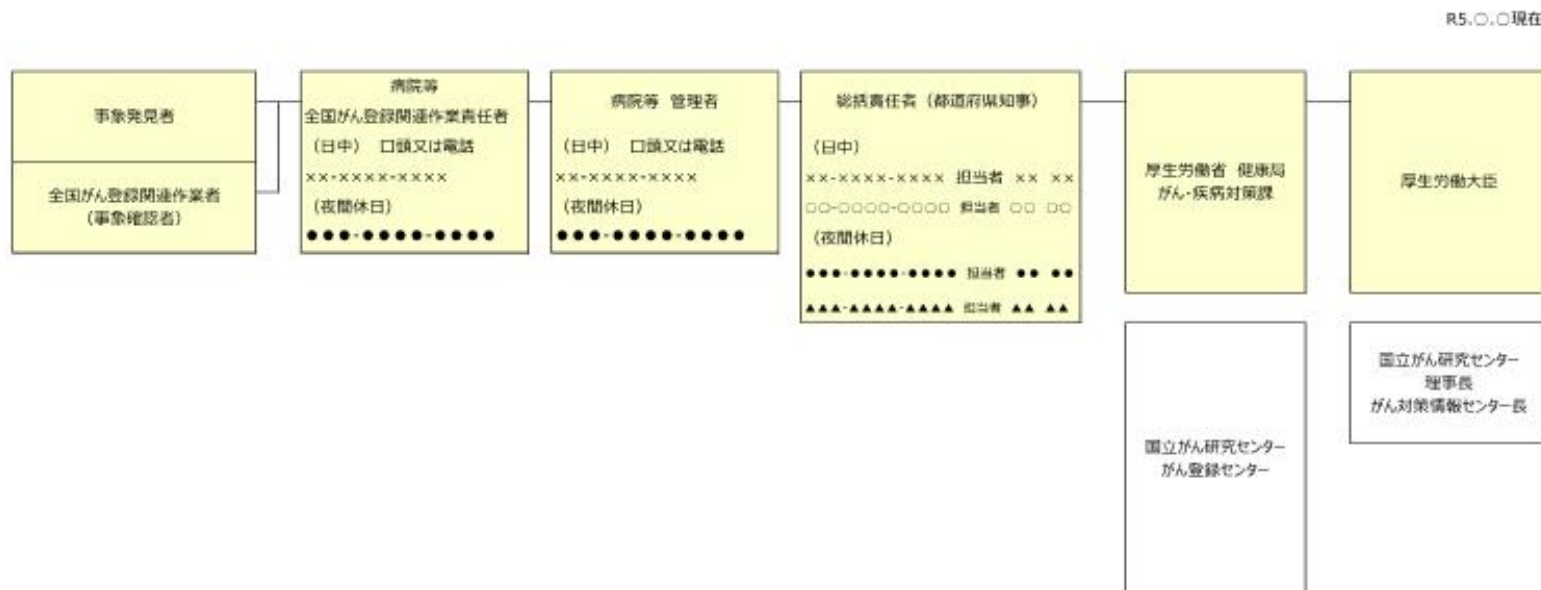 R5.○.○現在
事象発見者
全国がん登録関連作業者
(事象確認者)
病院等
全国がん登録関連作業責任者
(日中) 口頭又は電話
××-××××-××××
(夜間休日)
●●●-●●●●-●●●●
病院等 管理者
(日中) 口頭又は電話
××-××××-××××
(夜間休日)
●●●-●●●●-●●●●
総括責任者(都道府県知事)
(日中)
××-××××-×××× 担当者 ×× ××
○○-○○○○-○○○○ 担当者 ○○ ○○
(夜間休日)
●●●-●●●●-●●●● 担当者 ●● ●●
▲▲▲-▲▲▲▲-▲▲▲▲ 担当者 ▲▲ ▲▲
厚生労働省 健康局
がん・疾病対策課
厚生労働大臣
国立がん研究センター
理事長
がん対策情報センター長
国立がん研究センター
がん登録センター